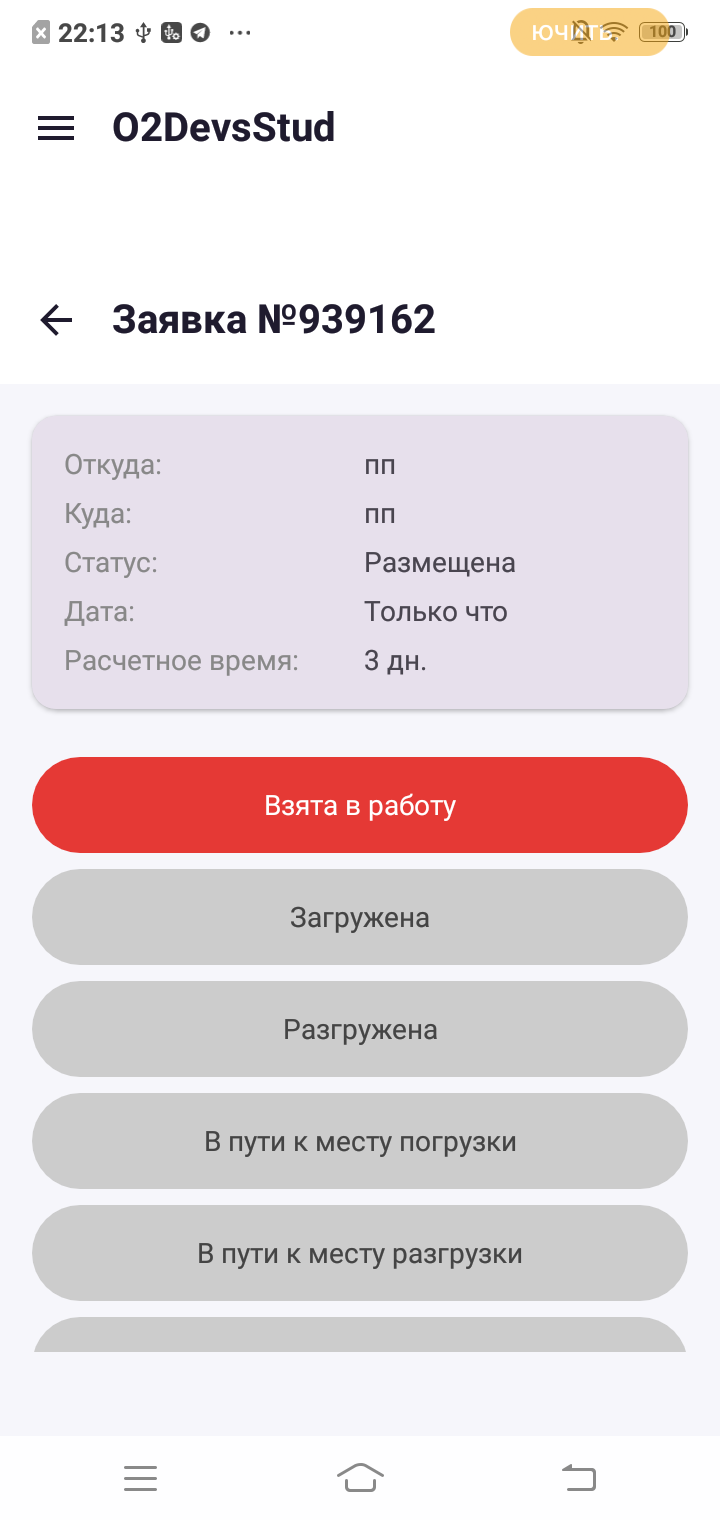 22:13
ЮЧИТЬ
100
O2DevsStud
Заявка №939162
Откуда: пп
Куда: пп
Статус: Размещена
Дата: Только что
Расчетное время: 3 дн.
Взята в работу
Загружена
Разгружена
В пути к месту погрузки
В пути к месту разгрузки